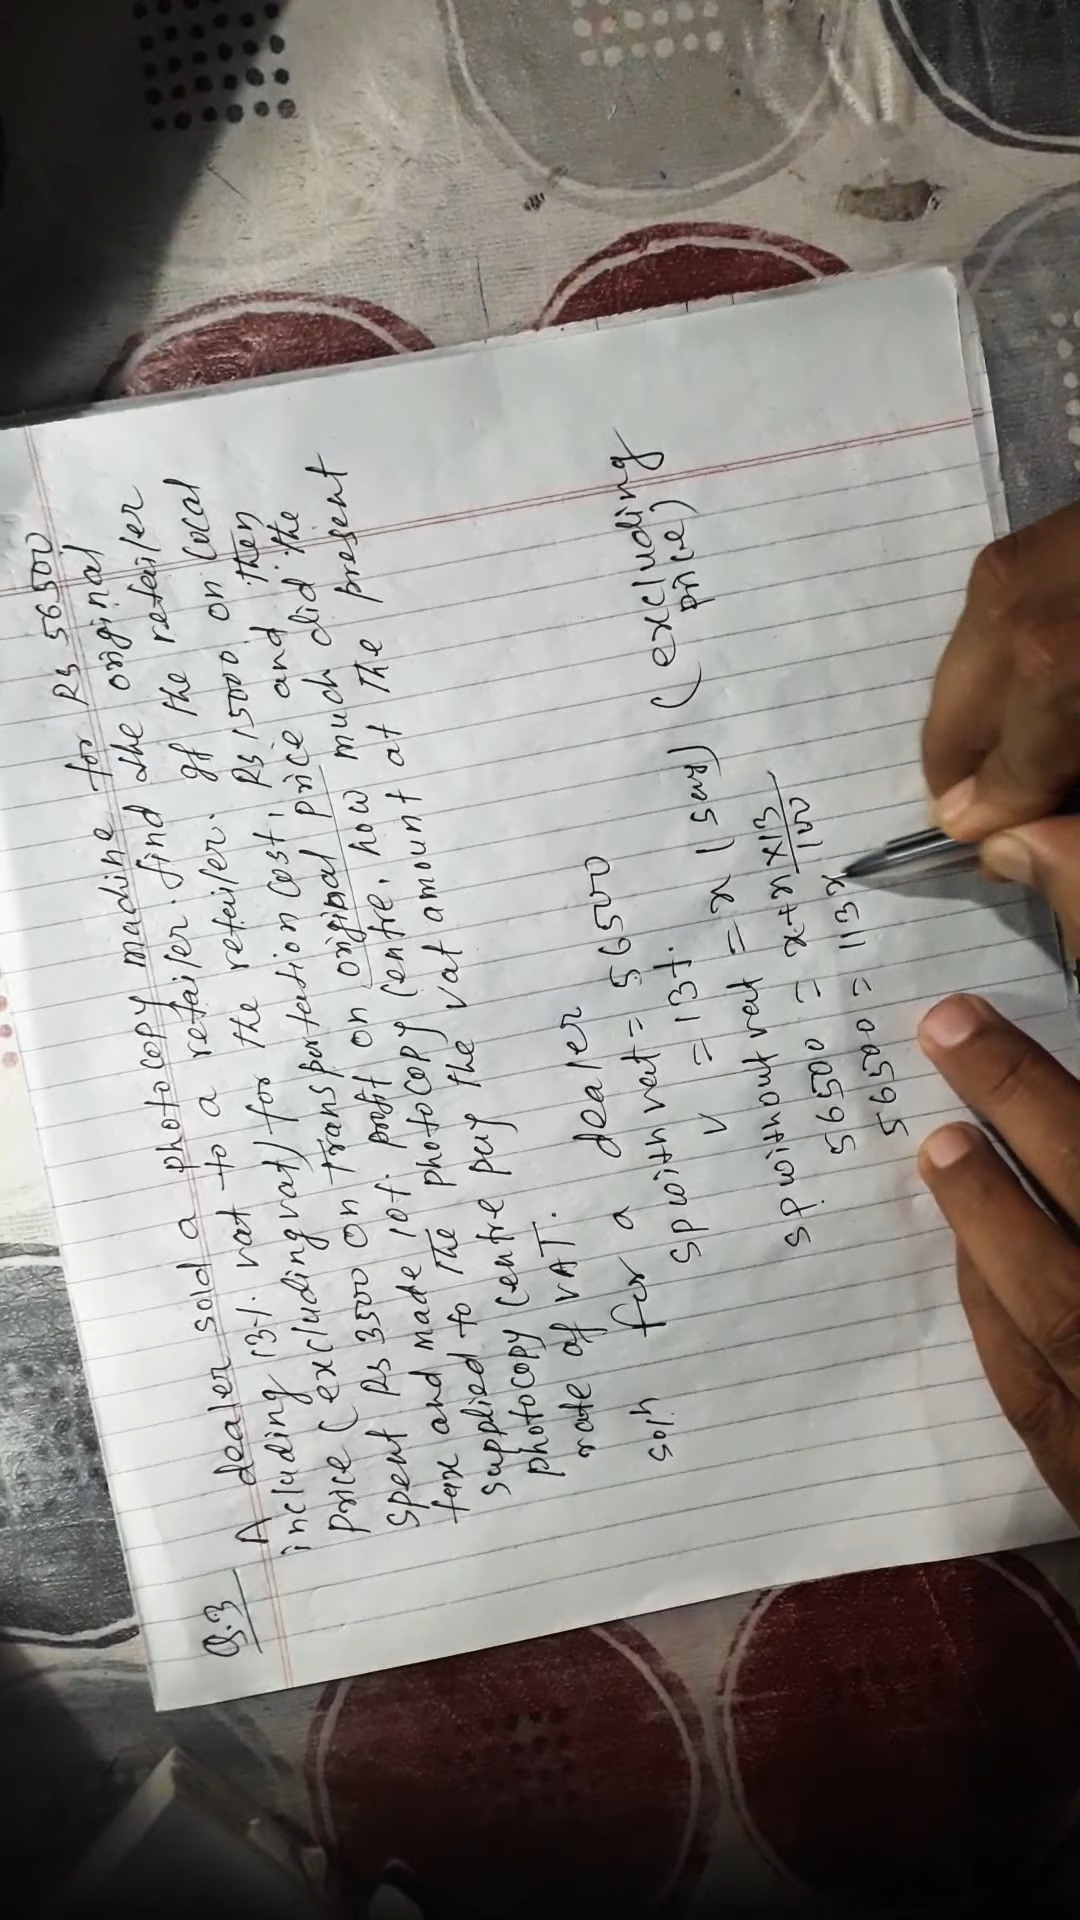 Q.3 A dealer sold a photocopy machine for Rs 56500
including 13% vat to a retailer. find the original
price (excluding vat) for the retailer. If the retailer
spent Rs 3500 on transportation cost, Rs 1500 on local
tax and made 10%. profit on original price and then
supplied to the photocopy centre. how much did the
photocopy centre pay the vat amount at the present
rate of VAT.
soln for a dealer
sp with vat = 56500
v = 13%.
sp without vat = x (say) (excluding price)
56500 = x + x × 13/100
56500 = 113x